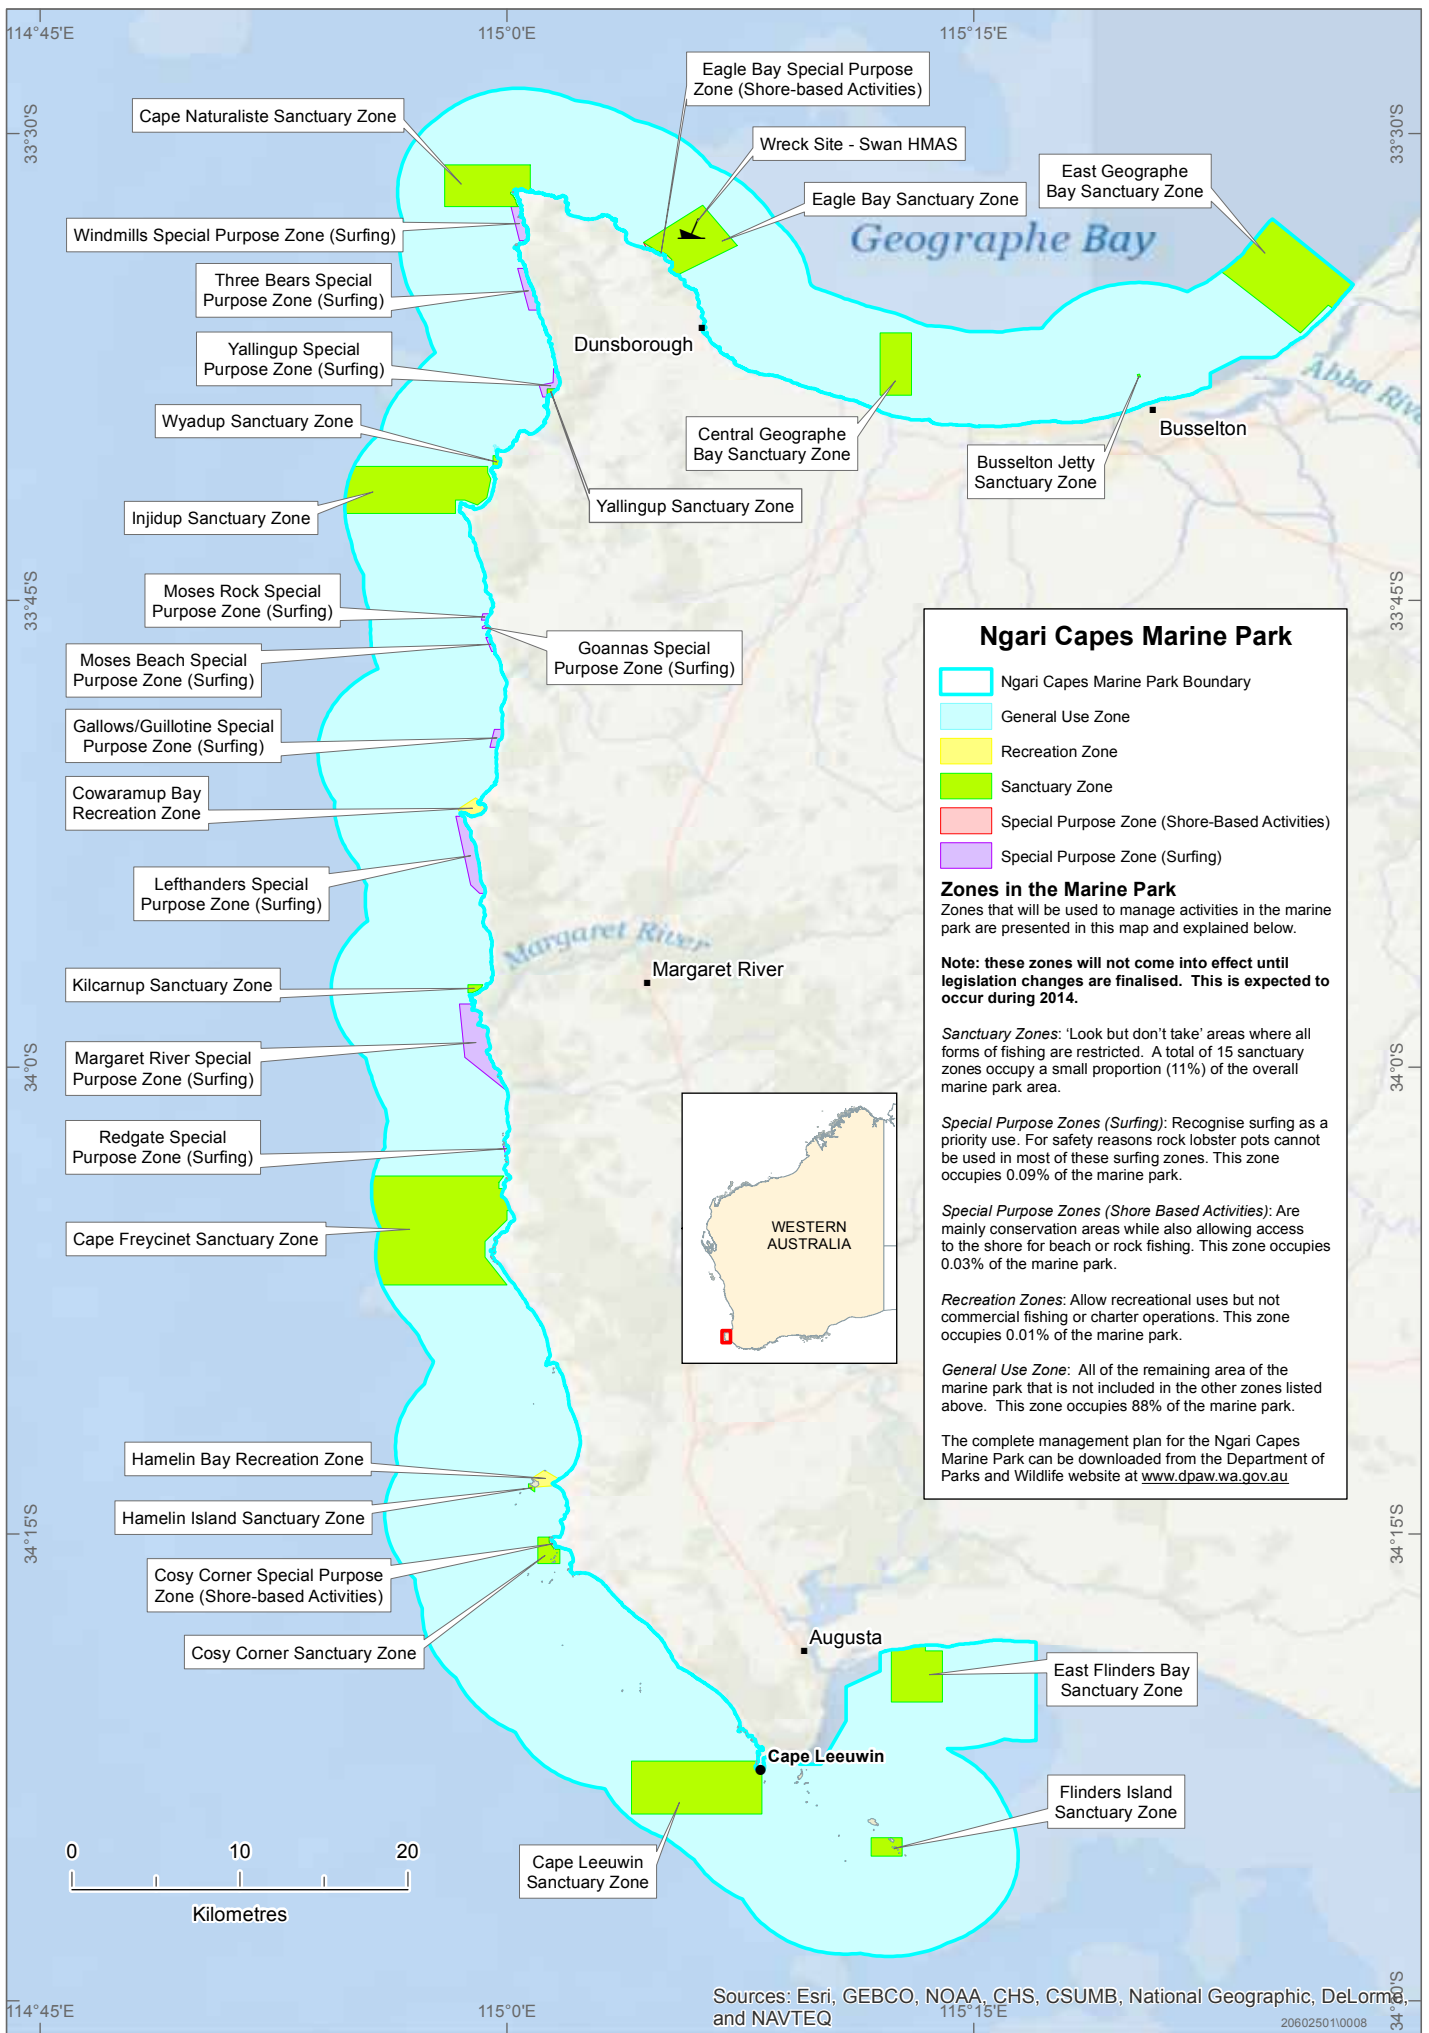 114°45'E
115°0'E
115°15'E
33°30'S
33°30'S
Cape Naturaliste Sanctuary Zone
Eagle Bay Special Purpose
Zone (Shore-based Activities)
Wreck Site - Swan HMAS
East Geographe
Bay Sanctuary Zone
Eagle Bay Sanctuary Zone
Windmills Special Purpose Zone (Surfing)
Geographe Bay
Three Bears Special
Purpose Zone (Surfing)
Dunsborough
Yallingup Special
Purpose Zone (Surfing)
Abba Rive
Wyadup Sanctuary Zone
Central Geographe
Bay Sanctuary Zone
Busselton
Busselton Jetty
Sanctuary Zone
Yallingup Sanctuary Zone
Injidup Sanctuary Zone
33°45'S
33°45'S
Moses Rock Special
Purpose Zone (Surfing)
Goannas Special
Purpose Zone (Surfing)
Moses Beach Special
Purpose Zone (Surfing)
Gallows/Guillotine Special
Purpose Zone (Surfing)
Cowaramup Bay
Recreation Zone
Lefthanders Special
Purpose Zone (Surfing)
Margaret River
Margaret River
Kilcarnup Sanctuary Zone
Margaret River Special
Purpose Zone (Surfing)
34°0'S
34°0'S
Redgate Special
Purpose Zone (Surfing)
Cape Freycinet Sanctuary Zone
WESTERN
AUSTRALIA
Ngari Capes Marine Park
Ngari Capes Marine Park Boundary
General Use Zone
Recreation Zone
Sanctuary Zone
Special Purpose Zone (Shore-Based Activities)
Special Purpose Zone (Surfing)
Zones in the Marine Park
Zones that will be used to manage activities in the marine
park are presented in this map and explained below.
Note: these zones will not come into effect until
legislation changes are finalised. This is expected to
occur during 2014.
Sanctuary Zones: ‘Look but don’t take’ areas where all
forms of fishing are restricted. A total of 15 sanctuary
zones occupy a small proportion (11%) of the overall
marine park area.
Special Purpose Zones (Surfing): Recognise surfing as a
priority use. For safety reasons rock lobster pots cannot
be used in most of these surfing zones. This zone
occupies 0.09% of the marine park.
Special Purpose Zones (Shore Based Activities): Are
mainly conservation areas while also allowing access
to the shore for beach or rock fishing. This zone occupies
0.03% of the marine park.
Recreation Zones: Allow recreational uses but not
commercial fishing or charter operations. This zone
occupies 0.01% of the marine park.
General Use Zone: All of the remaining area of the
marine park that is not included in the other zones listed
above. This zone occupies 88% of the marine park.
The complete management plan for the Ngari Capes
Marine Park can be downloaded from the Department of
Parks and Wildlife website at www.dpaw.wa.gov.au
Hamelin Bay Recreation Zone
Hamelin Island Sanctuary Zone
34°15'S
34°15'S
Cosy Corner Special Purpose
Zone (Shore-based Activities)
Cosy Corner Sanctuary Zone
Augusta
East Flinders Bay
Sanctuary Zone
Cape Leeuwin
Flinders Island
Sanctuary Zone
Cape Leeuwin
Sanctuary Zone
0
10
20
Kilometres
Sources: Esri, GEBCO, NOAA, CHS, CSUMB, National Geographic, DeLorme,
and NAVTEQ
114°45'E
115°0'E
115°15'E
20602501\0008